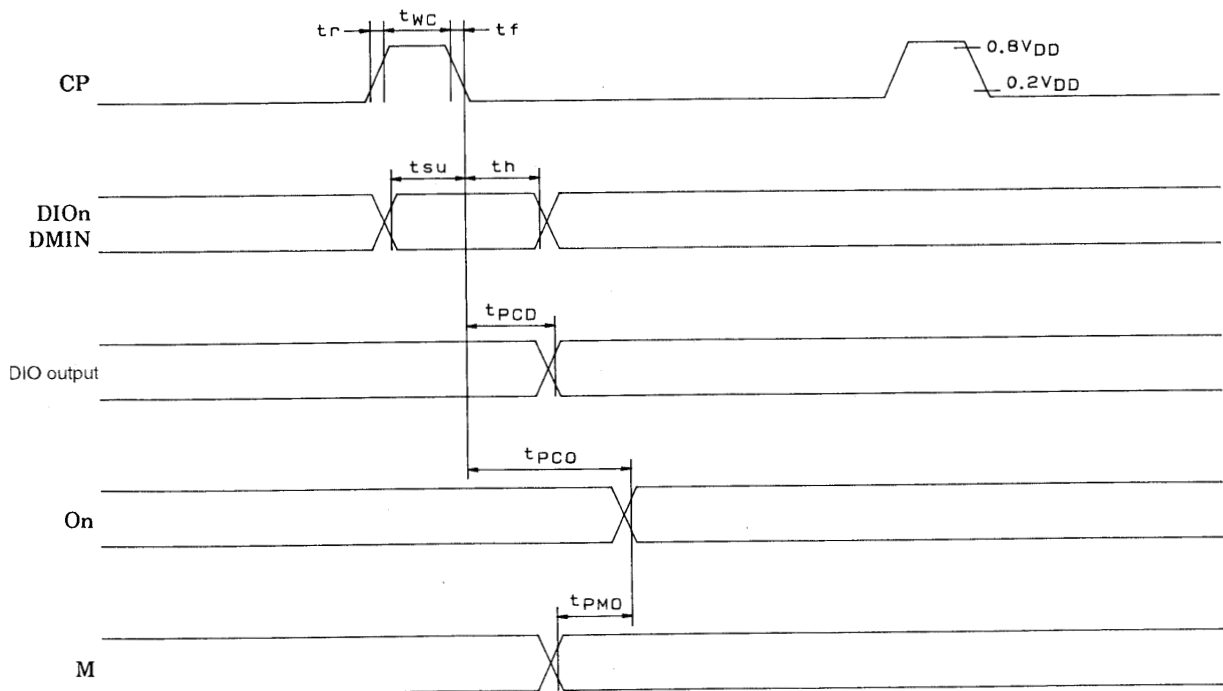 tr tWC tf
CP
0.8VDD
0.2VDD
tsu th
DIOn
DMIN
tPCD
DIO output
tPCO
On
tPMO
M